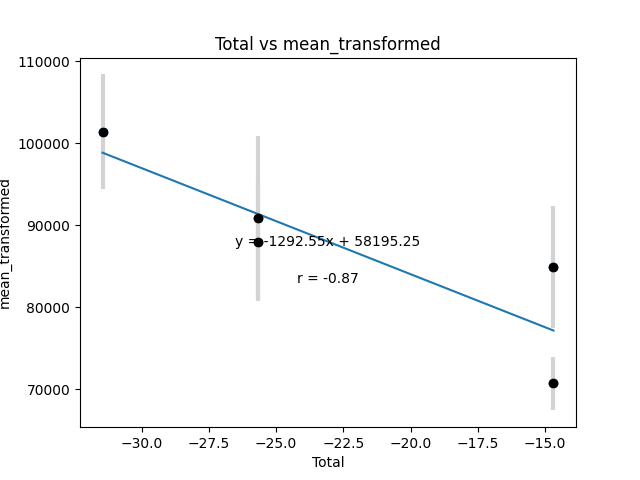 Total vs mean_transformed
110000
100000
90000
80000
70000
mean_transformed
y = -1292.55x + 58195.25
r = -0.87
−30.0 −27.5 −25.0 −22.5 −20.0 −17.5 −15.0
Total